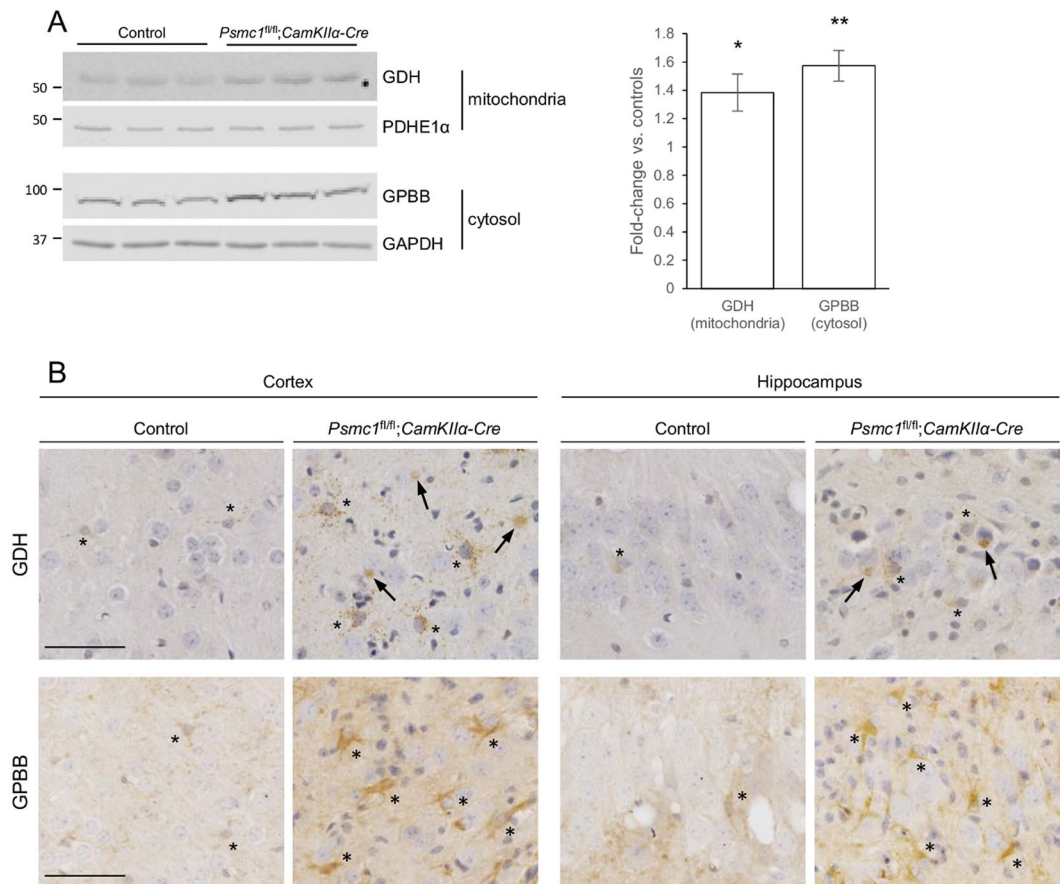 A
Control
Psmc1fl/fl;CamKIIα-Cre
50
GDH
mitochondria
50
PDHE1α
100
GPBB
cytosol
37
GAPDH
Fold-change vs. controls
1.8
1.6
1.4
1.2
1
0.8
0.6
0.4
0.2
0
*
**
GDH
(mitochondria)
GPBB
(cytosol)
B
Cortex
Hippocampus
Control
Psmc1fl/fl;CamKIIα-Cre
Control
Psmc1fl/fl;CamKIIα-Cre
GDH
GPBB